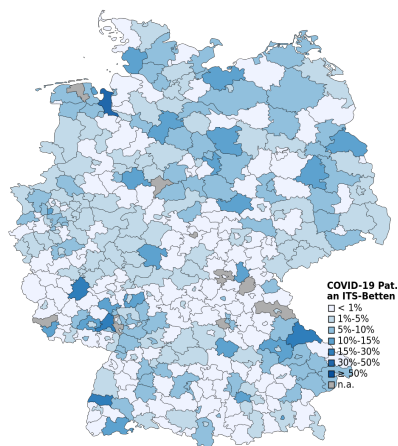 COVID-19 Pat.
an ITS-Betten
< 1%
1%-5%
5%-10%
10%-15%
15%-30%
30%-50%
≥ 50%
n.a.